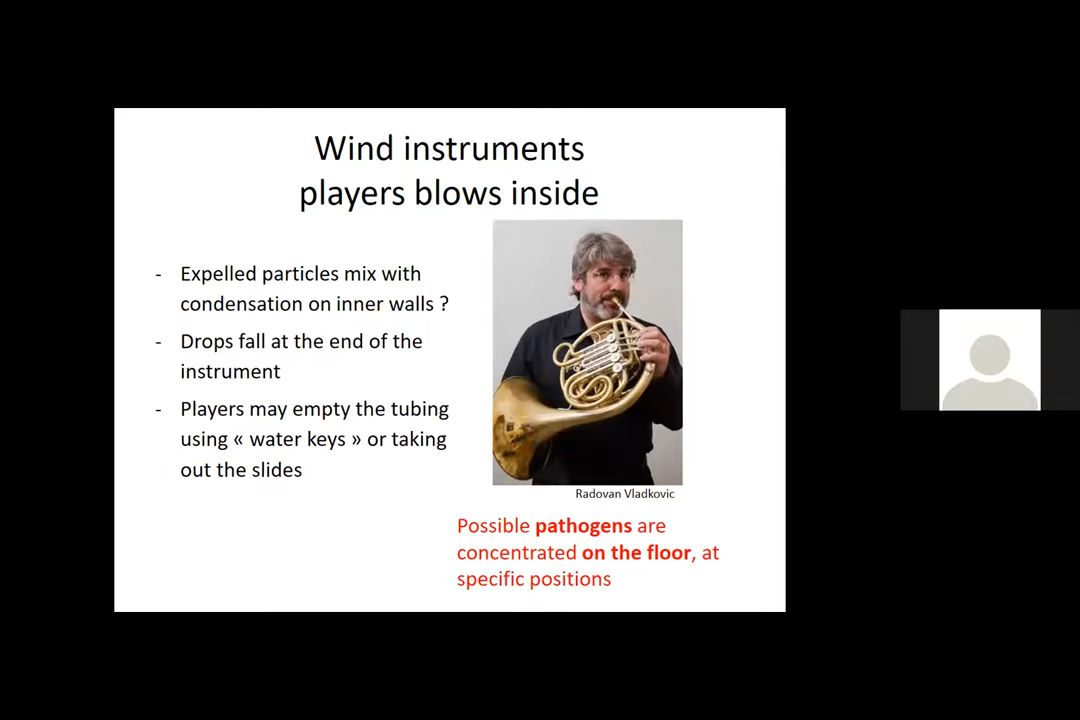 Wind instruments
players blows inside
- Expelled particles mix with
condensation on inner walls ?
- Drops fall at the end of the
instrument
- Players may empty the tubing
using « water keys » or taking
out the slides
Radovan Vladkovic
Possible pathogens are
concentrated on the floor, at
specific positions